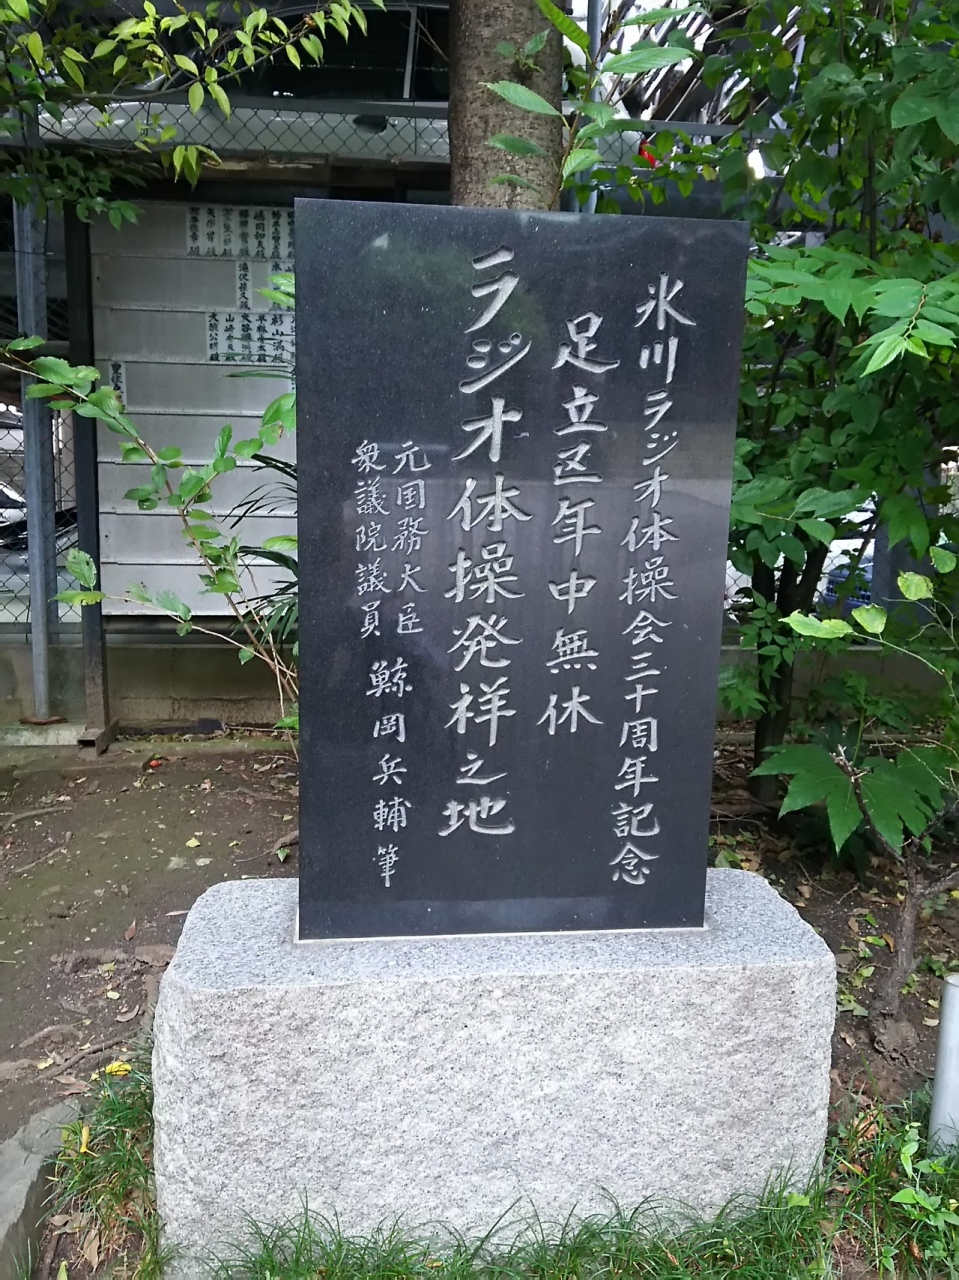 氷川ラジオ体操会三十周年記念
足立区年中無休
ラジオ体操発祥之地
元国務大臣
衆議院議員
鯨岡兵輔筆